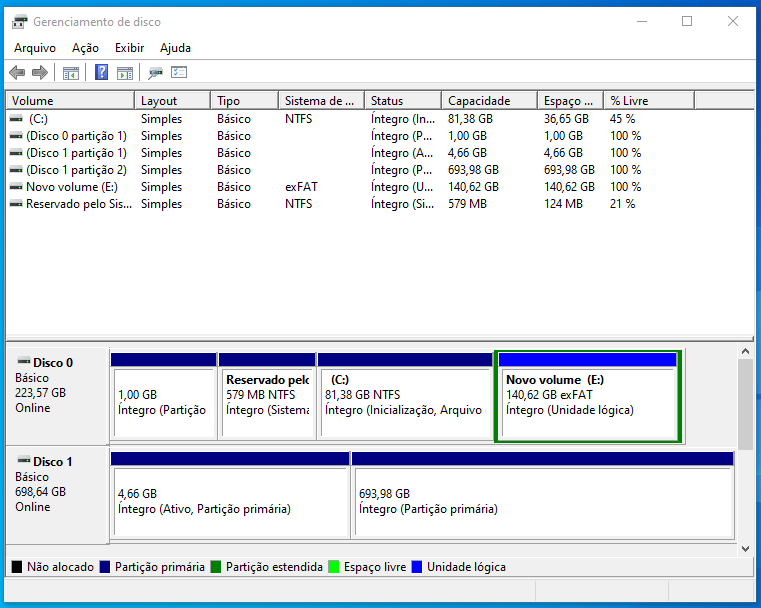 Gerenciamento de disco
Arquivo Ação Exibir Ajuda
Volume Layout Tipo Sistema de ... Status Capacidade Espaço ... % Livre
(C:) Simples Básico NTFS Íntegro (In... 81,38 GB 36,65 GB 45 %
(Disco 0 partição 1) Simples Básico Íntegro (P... 1,00 GB 1,00 GB 100 %
(Disco 1 partição 1) Simples Básico Íntegro (A... 4,66 GB 4,66 GB 100 %
(Disco 1 partição 2) Simples Básico Íntegro (P... 693,98 GB 693,98 GB 100 %
Novo volume (E:) Simples Básico exFAT Íntegro (U... 140,62 GB 140,62 GB 100 %
Reservado pelo Sis... Simples Básico NTFS Íntegro (Si... 579 MB 124 MB 21 %
Disco 0
Básico
223,57 GB
Online
1,00 GB
Íntegro (Partição
Reservado pelo
579 MB NTFS
Íntegro (Sistema
(C:)
81,38 GB NTFS
Íntegro (Inicialização, Arquivo
Novo volume (E:)
140,62 GB exFAT
Íntegro (Unidade lógica)
Disco 1
Básico
698,64 GB
Online
4,66 GB
Íntegro (Ativo, Partição primária)
693,98 GB
Íntegro (Partição primária)
Não alocado Partição primária Partição estendida Espaço livre Unidade lógica